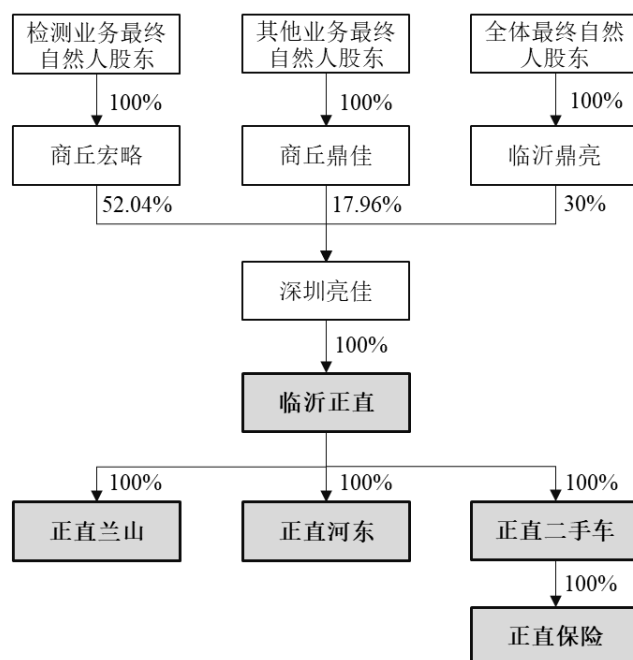 检测业务最终
自然人股东
其他业务最终
自然人股东
全体最终自然
人股东
100%
100%
100%
商丘宏略
商丘鼎佳
临沂鼎亮
52.04%
17.96%
30%
深圳亮佳
100%
临沂正直
100%
100%
100%
正直兰山
正直河东
正直二手车
100%
正直保险